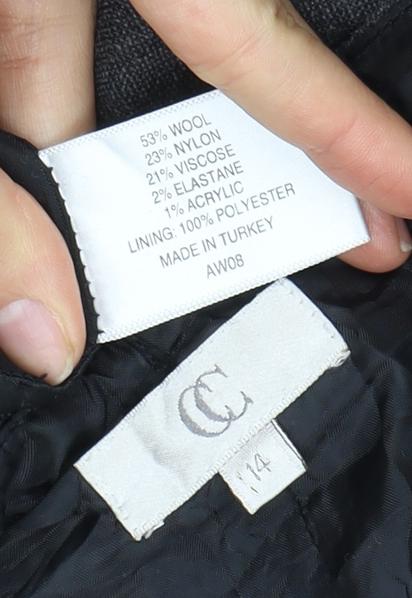 53% WOOL
23% NYLON
21% VISCOSE
2% ELASTANE
1% ACRYLIC
LINING: 100% POLYESTER
MADE IN TURKEY
AW08
CC
14